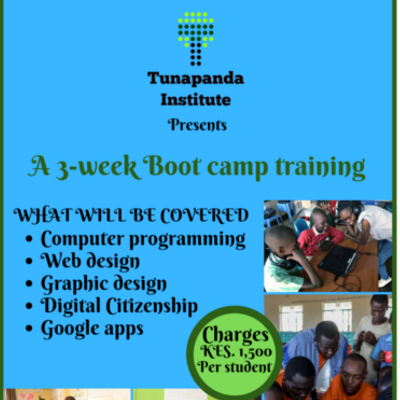 Tunapanda
Institute
Presents
A 3-week Boot camp training
WHAT WILL BE COVERED
• Computer programming
• Web design
• Graphic design
• Digital Citizenship
• Google apps
Charges
KES. 1,500
Per student